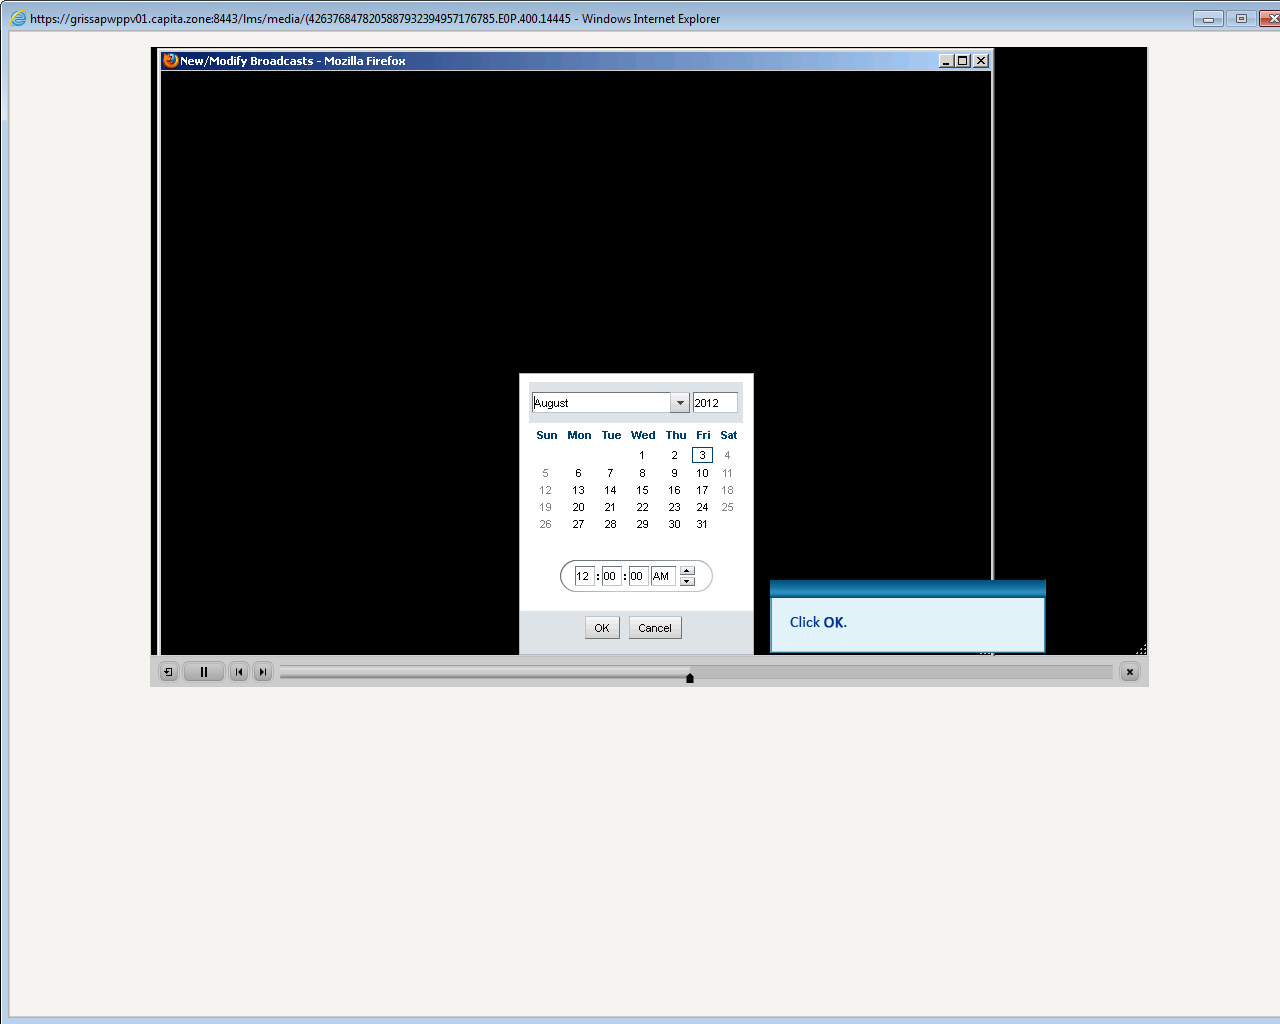 https://grissapwppv01.capita.zone:8443/lms/media/(4263768478205887932394957176785.E0P.400.14445 - Windows Internet Explorer
New/Modify Broadcasts - Mozilla Firefox
August 2012
Sun Mon Tue Wed Thu Fri Sat
1 2 3 4
5 6 7 8 9 10 11
12 13 14 15 16 17 18
19 20 21 22 23 24 25
26 27 28 29 30 31
12 : 00 : 00 AM
OK Cancel
Click OK.